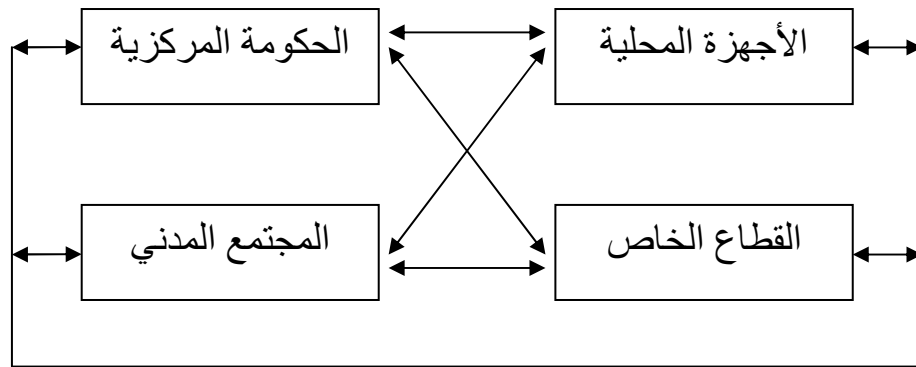 الأجهزة المحلية
الحكومة المركزية
القطاع الخاص
المجتمع المدني